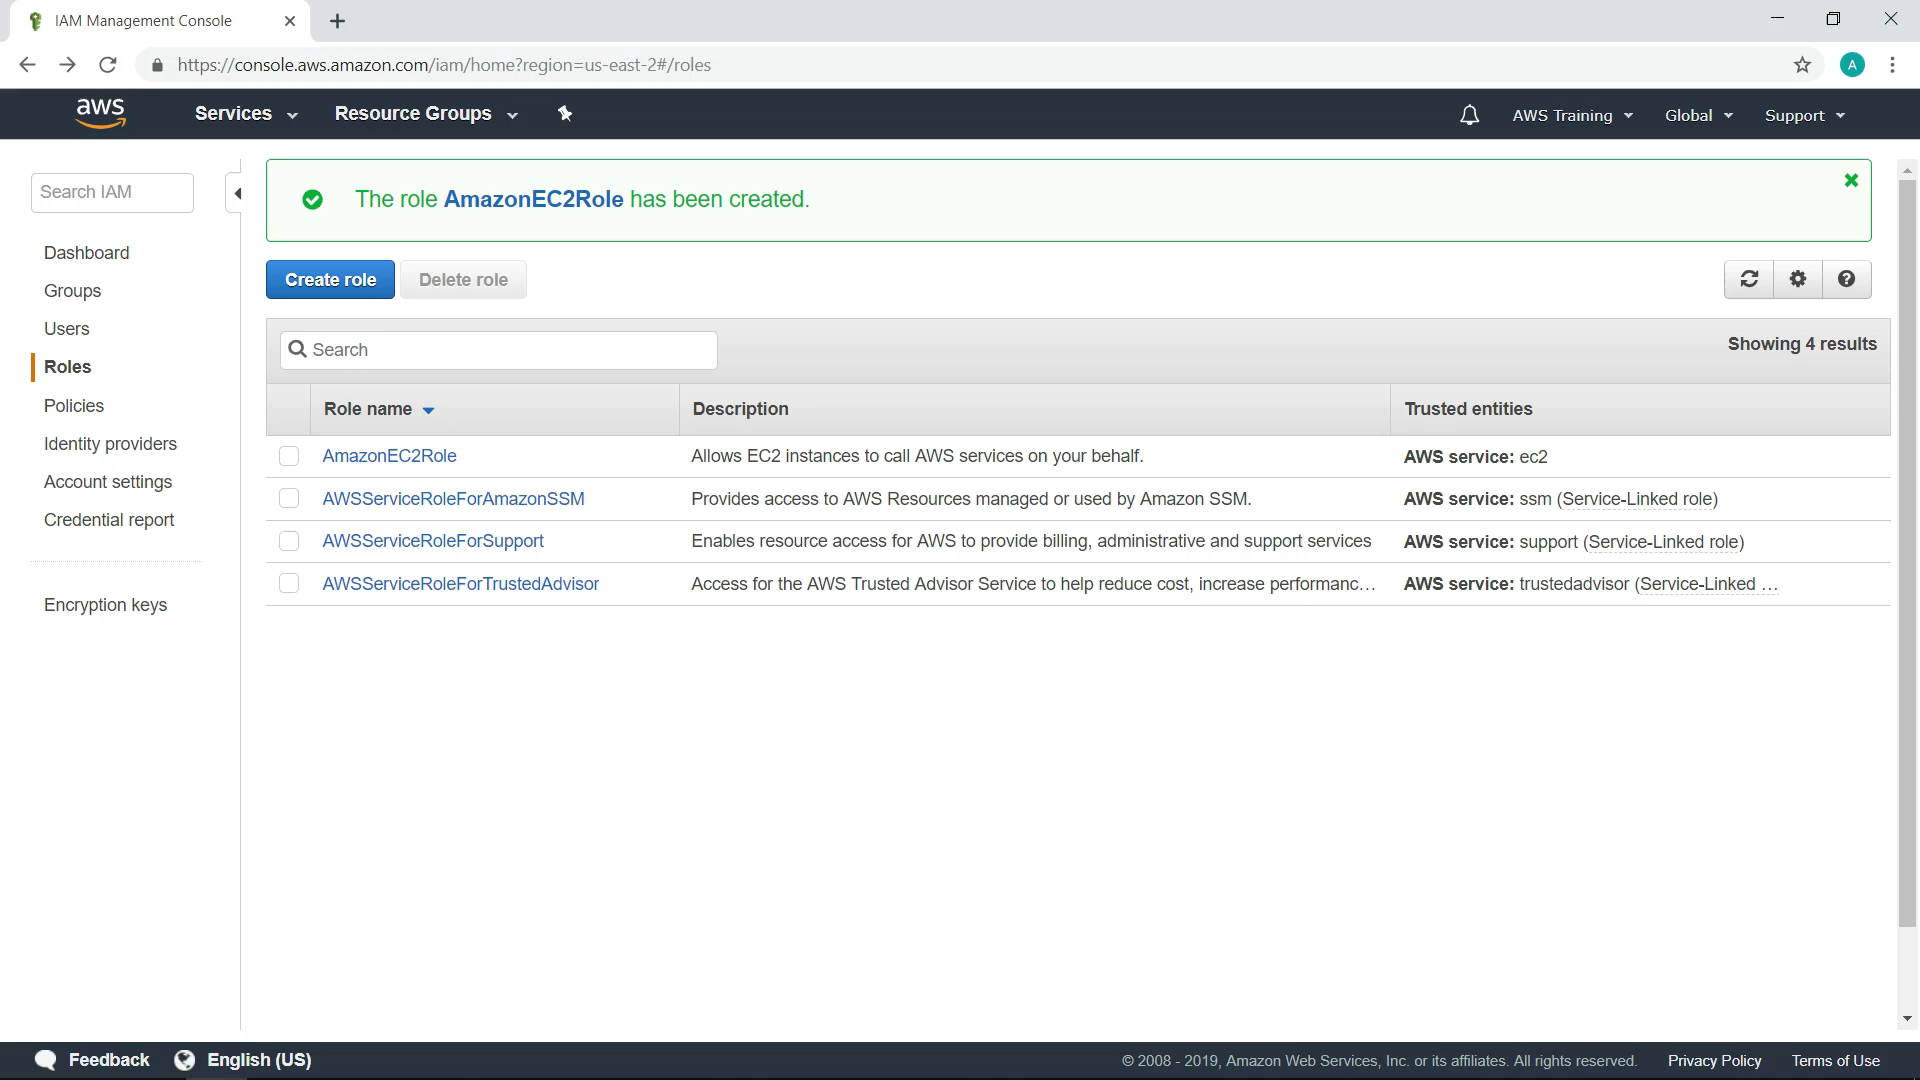 IAM Management Console
https://console.aws.amazon.com/iam/home?region=us-east-2#/roles
A
aws
Services
Resource Groups
AWS Training
Global
Support
Search IAM
Dashboard
Groups
Users
Roles
Policies
Identity providers
Account settings
Credential report
Encryption keys
The role AmazonEC2Role has been created.
Create role
Delete role
Search
Showing 4 results
Role name Description Trusted entities
AmazonEC2Role Allows EC2 instances to call AWS services on your behalf. AWS service: ec2
AWSServiceRoleForAmazonSSM Provides access to AWS Resources managed or used by Amazon SSM. AWS service: ssm (Service-Linked role)
AWSServiceRoleForSupport Enables resource access for AWS to provide billing, administrative and support services AWS service: support (Service-Linked role)
AWSServiceRoleForTrustedAdvisor Access for the AWS Trusted Advisor Service to help reduce cost, increase performanc... AWS service: trustedadvisor (Service-Linked ...
Feedback
English (US)
© 2008 - 2019, Amazon Web Services, Inc. or its affiliates. All rights reserved.
Privacy Policy
Terms of Use